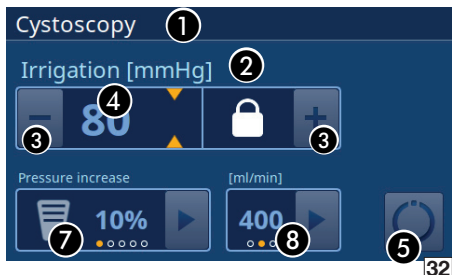 Cystoscopy 1
Irrigation [mmHg] 2
− 80 4 +
3 3
Pressure increase [ml/min]
10% 400
7 8 5
32